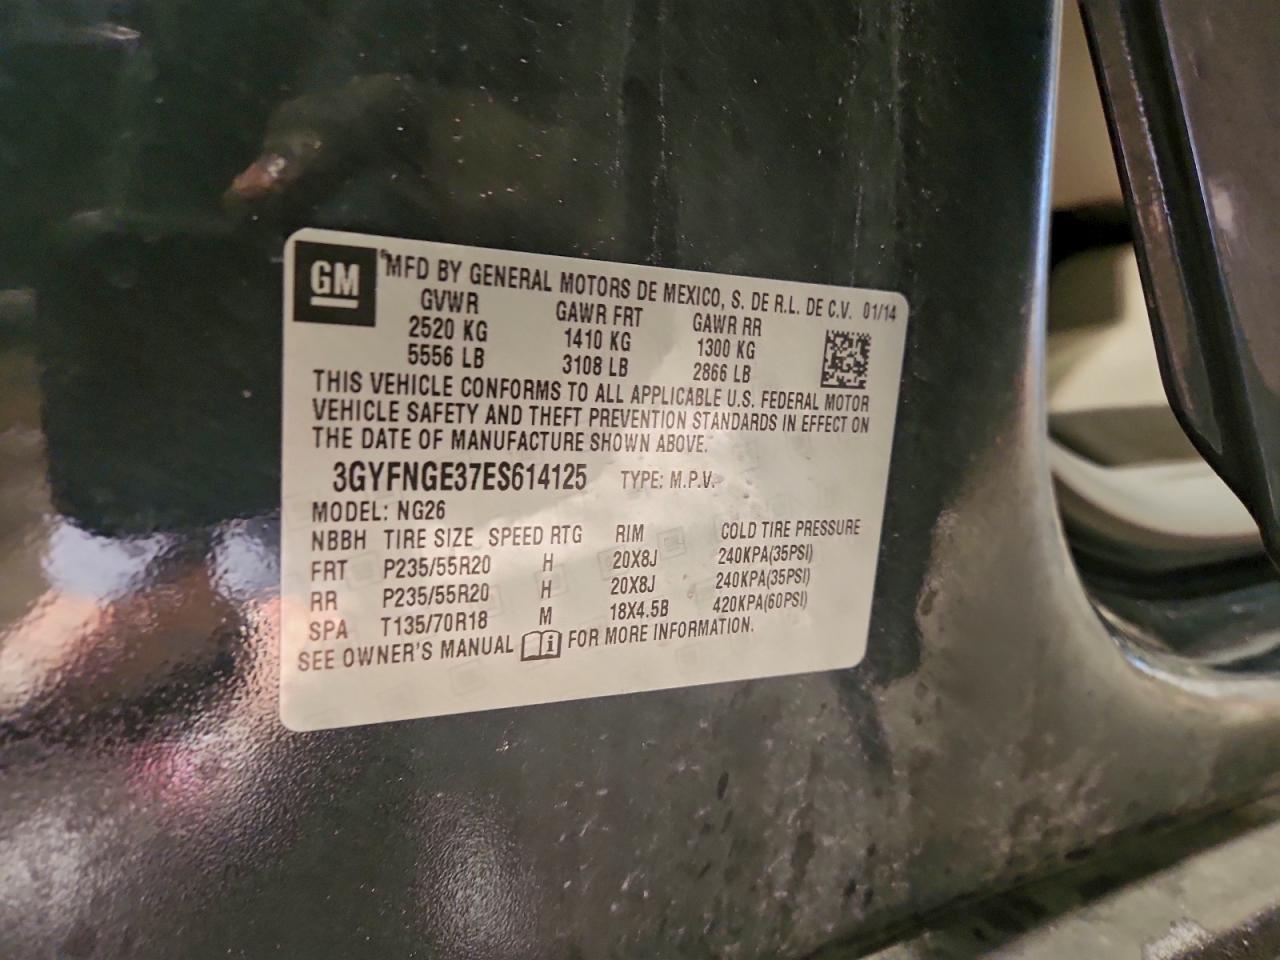 GM
® MFD BY GENERAL MOTORS DE MEXICO, S. DE R.L. DE C.V. 01/14
GVWR GAWR FRT GAWR RR
2520 KG 1410 KG 1300 KG
5556 LB 3108 LB 2866 LB
THIS VEHICLE CONFORMS TO ALL APPLICABLE U.S. FEDERAL MOTOR
VEHICLE SAFETY AND THEFT PREVENTION STANDARDS IN EFFECT ON
THE DATE OF MANUFACTURE SHOWN ABOVE.
3GYFNGE37ES614125 TYPE: M.P.V.
MODEL: NG26
NBBH TIRE SIZE SPEED RTG RIM COLD TIRE PRESSURE
FRT P235/55R20 H 20X8J 240KPA(35PSI)
RR P235/55R20 H 20X8J 240KPA(35PSI)
SPA T135/70R18 M 18X4.5B 420KPA(60PSI)
SEE OWNER'S MANUAL i FOR MORE INFORMATION.